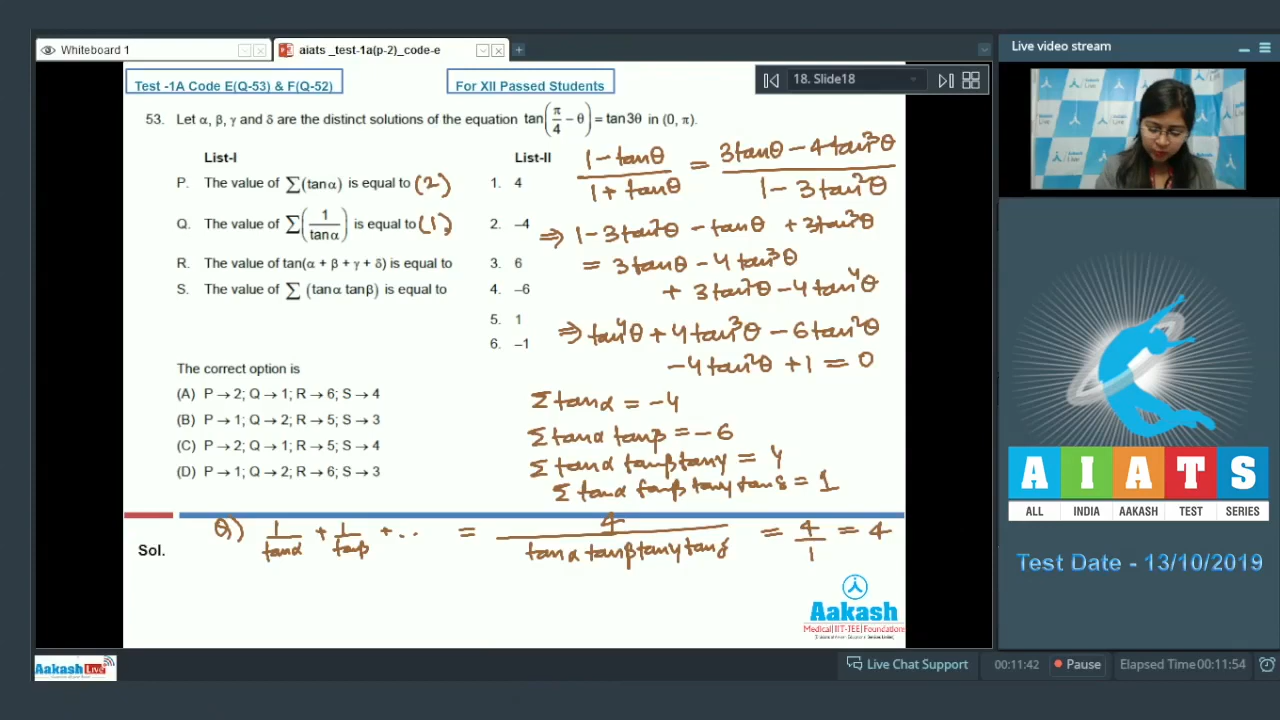 Whiteboard 1
aiats _test-1a(p-2)_code-e
Live video stream
Test -1A Code E(Q-53) & F(Q-52)
For XII Passed Students
18. Slide18
53. Let α, β, γ and δ are the distinct solutions of the equation tan(π/4 − θ) = tan3θ in (0, π).
List-I
List-II
P. The value of ∑(tanα) is equal to (2)
1. 4
Q. The value of ∑(1/tanα) is equal to (1)
2. –4
R. The value of tan(α + β + γ + δ) is equal to
3. 6
S. The value of ∑ (tanα tanβ) is equal to
4. –6
5. 1
6. –1
The correct option is
(A) P → 2; Q → 1; R → 6; S → 4
(B) P → 1; Q → 2; R → 5; S → 3
(C) P → 2; Q → 1; R → 5; S → 4
(D) P → 1; Q → 2; R → 6; S → 3
(1 − tanθ)/(1 + tanθ) = (3tanθ − 4tan³θ)/(1 − 3tan²θ)
⇒ 1 − 3tan²θ − tanθ + 3tan³θ
= 3tanθ − 4tan³θ
+ 3tan²θ − 4tan⁴θ
⇒ tan⁴θ + 4tan³θ − 6tan²θ
− 4tan²θ + 1 = 0
Σtanα = −4
Σtanα tanβ = −6
Σtanα tanβ tanγ = 4
Σtanα tanβ tanγ tanδ = 1
Sol.
Q) 1/tanα + 1/tanβ + ·· = 4/(tanα tanβ tanγ tanδ) = 4/1 = 4
Aakash
Medical|IIT-JEE|Foundations
AIATS
ALL INDIA AAKASH TEST SERIES
Test Date - 13/10/2019
Aakash Live
Live Chat Support
00:11:42
Pause
Elapsed Time 00:11:54